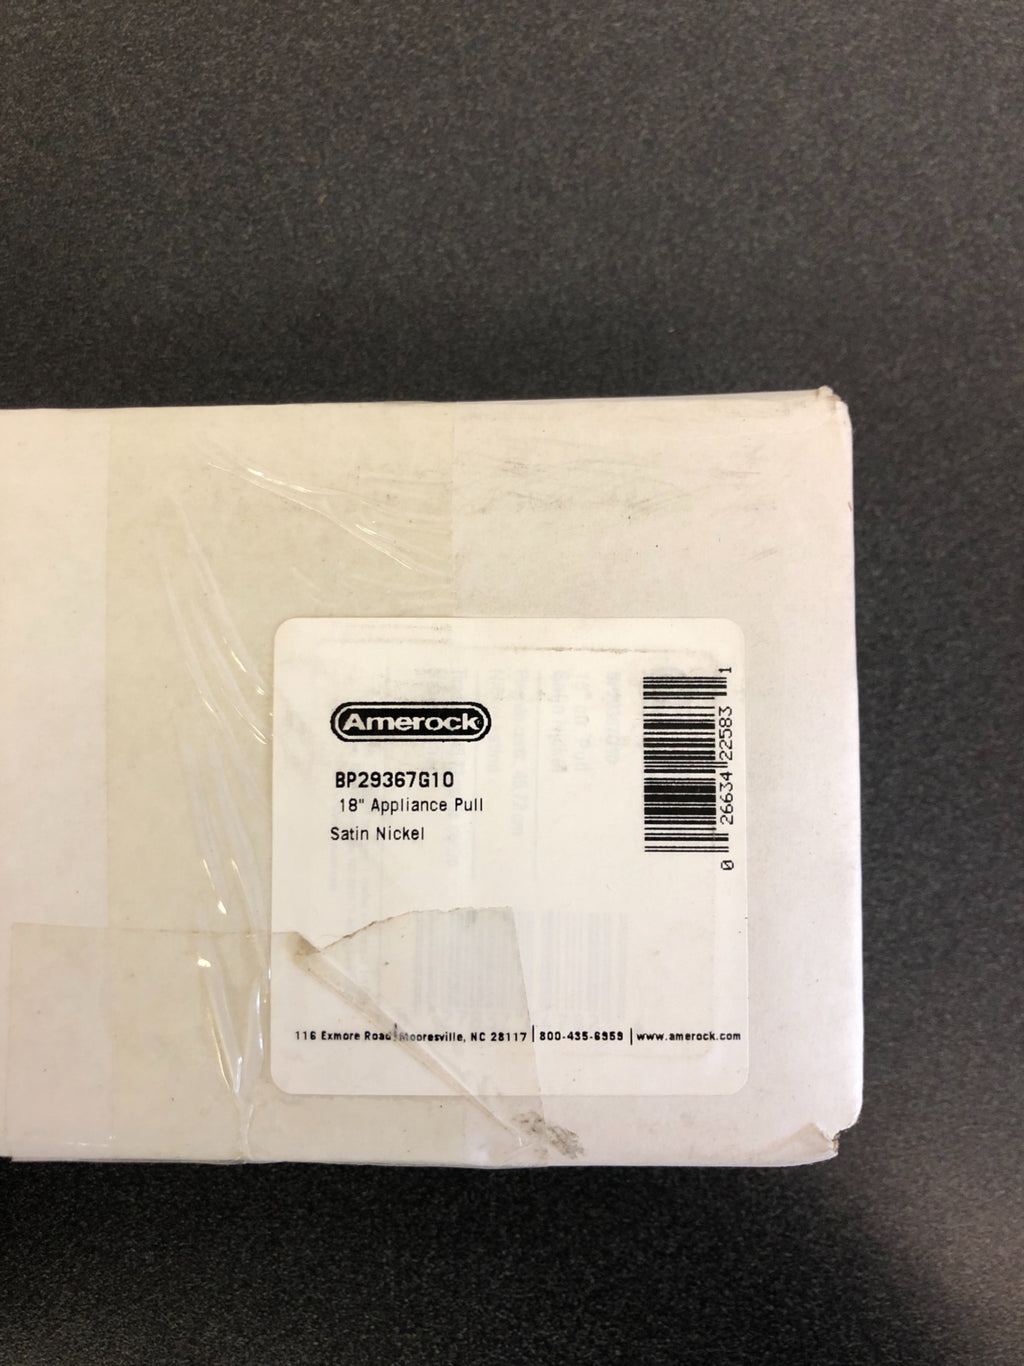 Amerock
BP29367G10
18" Appliance Pull
Satin Nickel
0 26634 22583 1
116 Exmore Road Mooresville, NC 28117 | 800-435-6959 | www.amerock.com